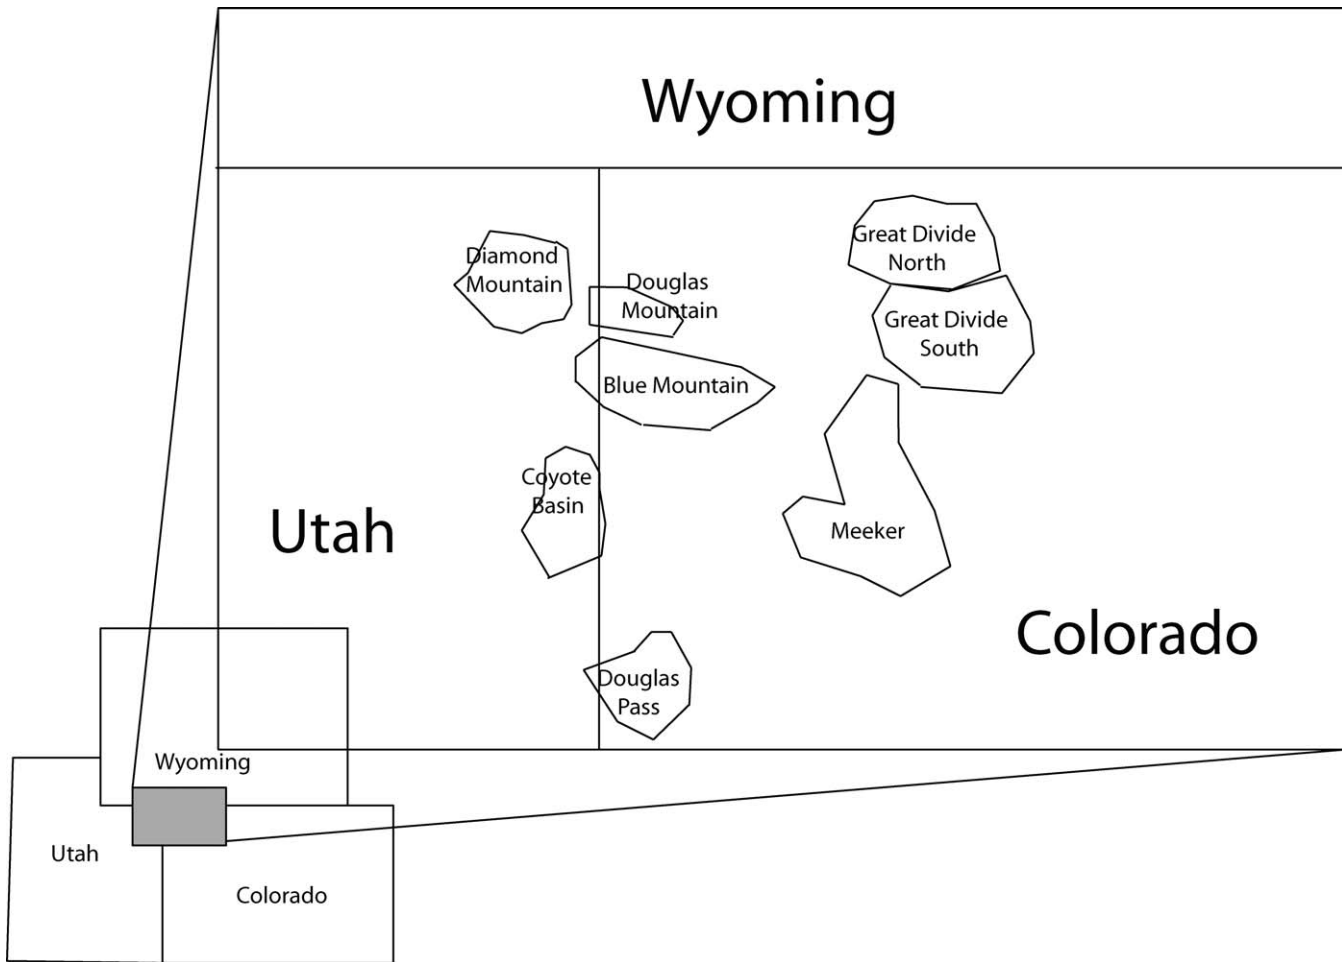 Wyoming
Great Divide
North
Diamond
Mountain
Douglas
Mountain
Great Divide
South
Blue Mountain
Coyote
Basin
Utah
Meeker
Colorado
Douglas
Pass
Wyoming
Utah
Colorado